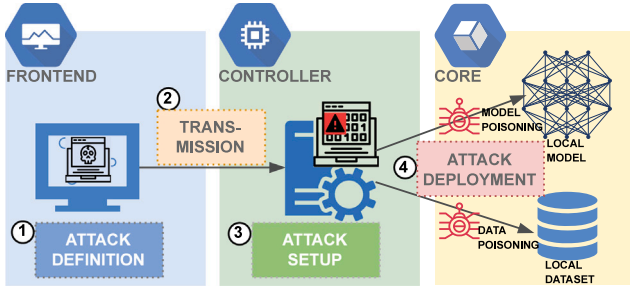 FRONTEND
CONTROLLER
CORE
2
TRANS-
MISSION
1
ATTACK
DEFINITION
3
ATTACK
SETUP
4
ATTACK
DEPLOYMENT
MODEL
POISONING
LOCAL
MODEL
DATA
POISONING
LOCAL
DATASET